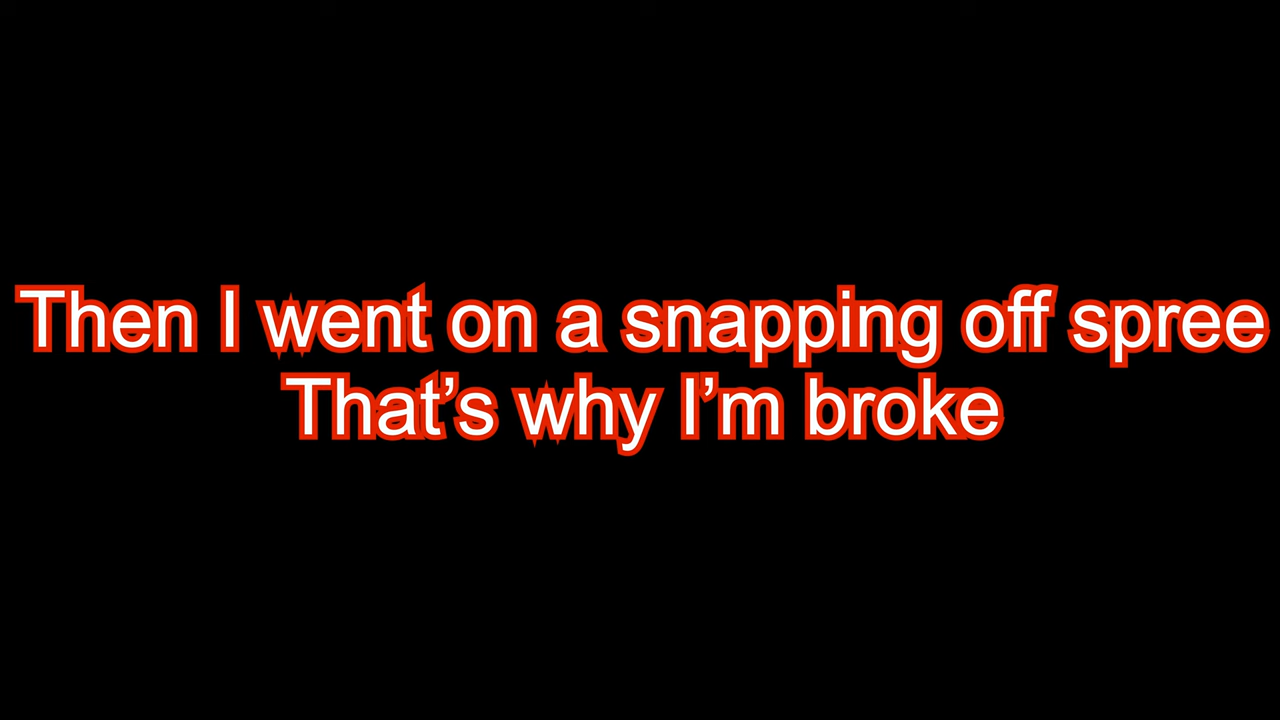 Then I went on a snapping off spree
That’s why I’m broke